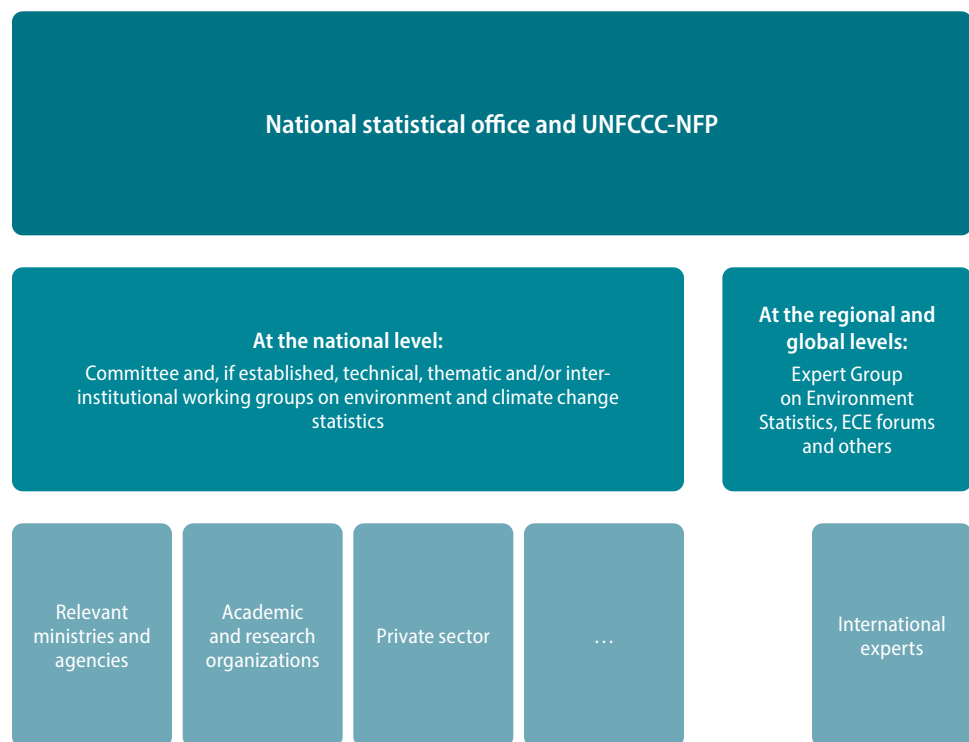 National statistical office and UNFCCC-NFP
At the national level:
Committee and, if established, technical, thematic and/or inter-
institutional working groups on environment and climate change
statistics
At the regional and
global levels:
Expert Group
on Environment
Statistics, ECE forums
and others
Relevant
ministries and
agencies
Academic
and research
organizations
Private sector
…
International
experts